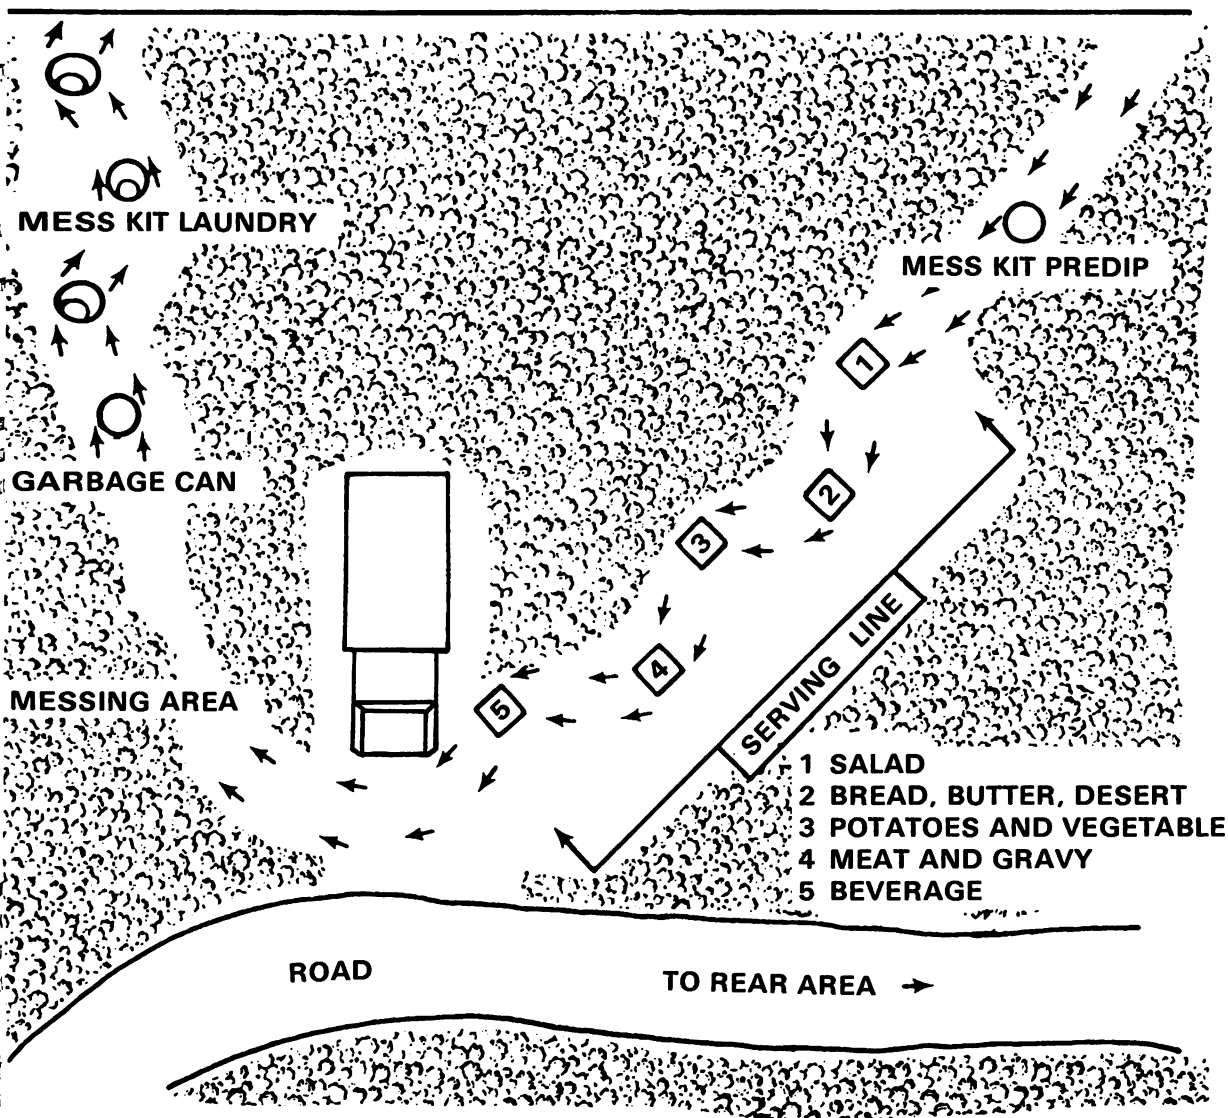 MESS KIT LAUNDRY
MESS KIT PREDIP
1
2
3
GARBAGE CAN
4
5
MESSING AREA
SERVING LINE
1 SALAD
2 BREAD, BUTTER, DESERT
3 POTATOES AND VEGETABLE
4 MEAT AND GRAVY
5 BEVERAGE
ROAD
TO REAR AREA →